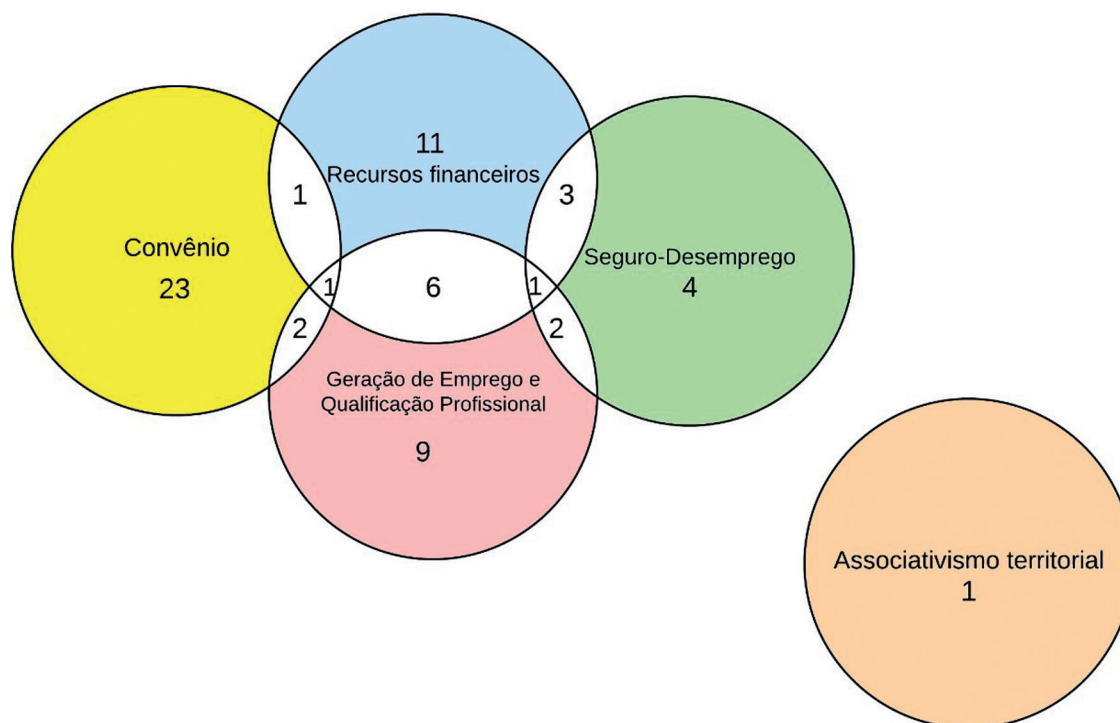 11
Recursos financeiros
1
3
Convênio
23
Seguro-Desemprego
4
1
6
1
2
2
Geração de Emprego e
Qualificação Profissional
9
Associativismo territorial
1